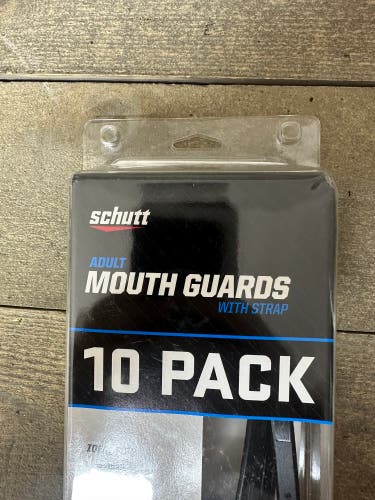 schutt
ADULT
MOUTH GUARDS
WITH STRAP
10 PACK